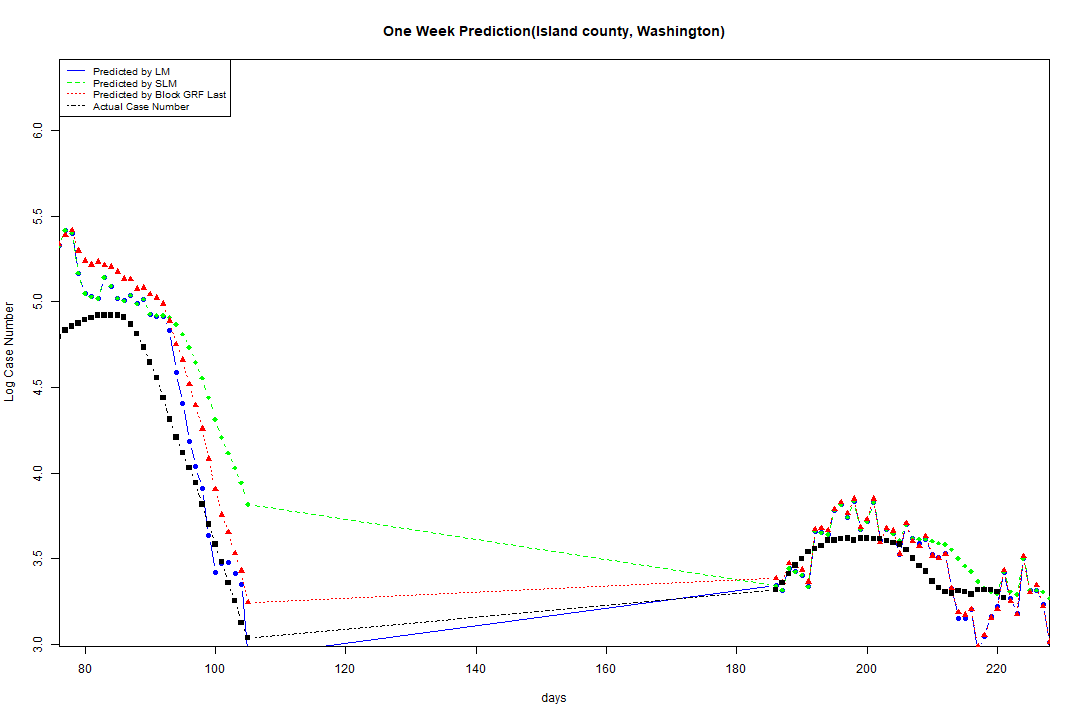 One Week Prediction(Island county, Washington)
Predicted by LM
Predicted by SLM
Predicted by Block GRF Last
Actual Case Number
Log Case Number
6.0
5.5
5.0
4.5
4.0
3.5
3.0
80 100 120 140 160 180 200 220
days